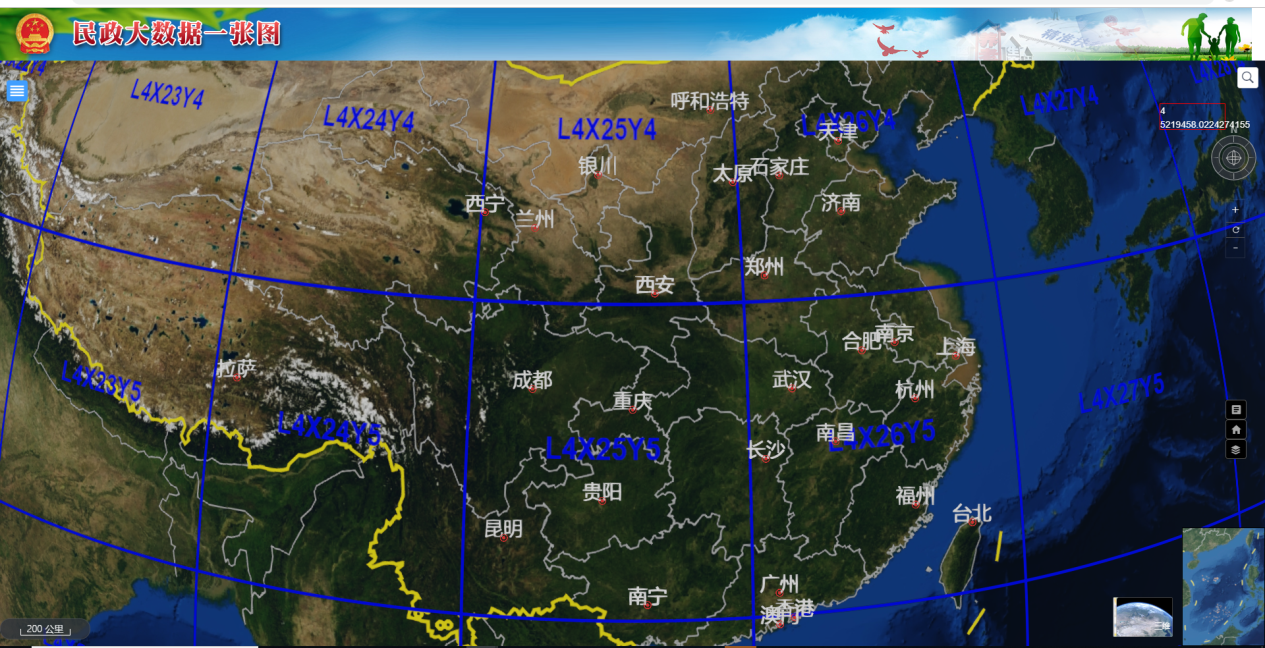 民政大数据一张图
L4X23Y4
L4X24Y4
L4X25Y4
L4X26Y4
L4X27Y4
呼和浩特
天津
4
5219458.0224274155
N
银川
太原
石家庄
西宁
兰州
济南
+
-
郑州
西安
合肥
南京
上海
拉萨
L4X23Y5
成都
重庆
武汉
杭州
L4X27Y5
L4X24Y5
L4X25Y5
长沙
南昌
L4X26Y5
贵阳
福州
昆明
台北
南宁
广州
澳门
香港
200 公里
三维